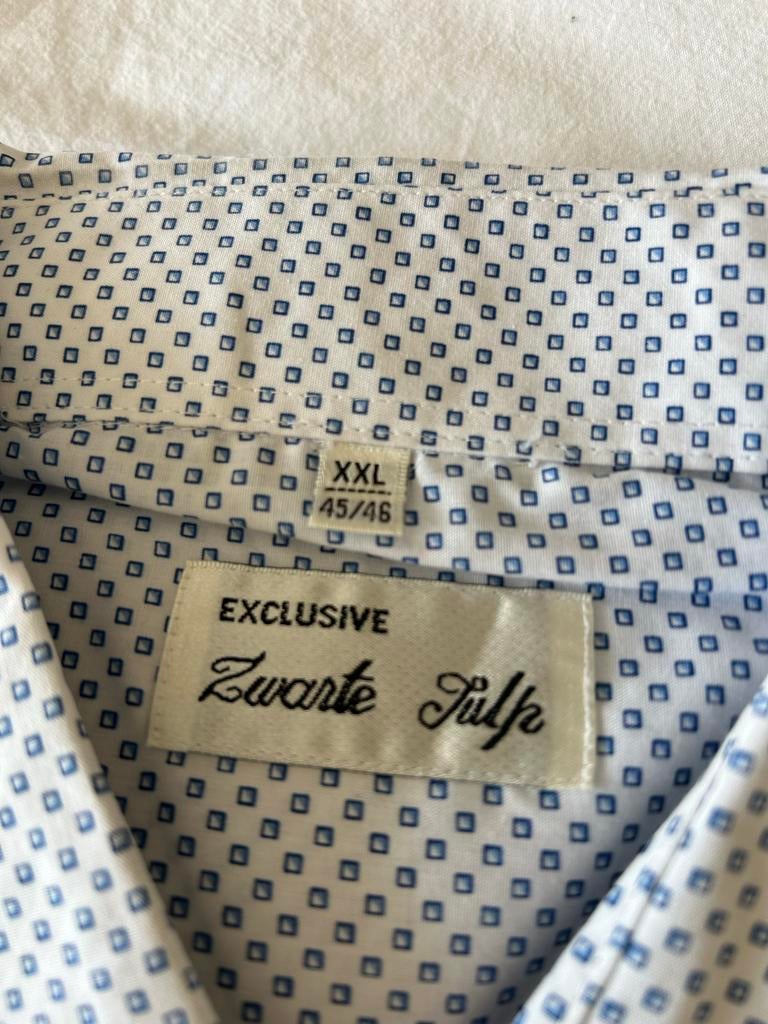 XXL
45/46
EXCLUSIVE
Zwarte Tulp